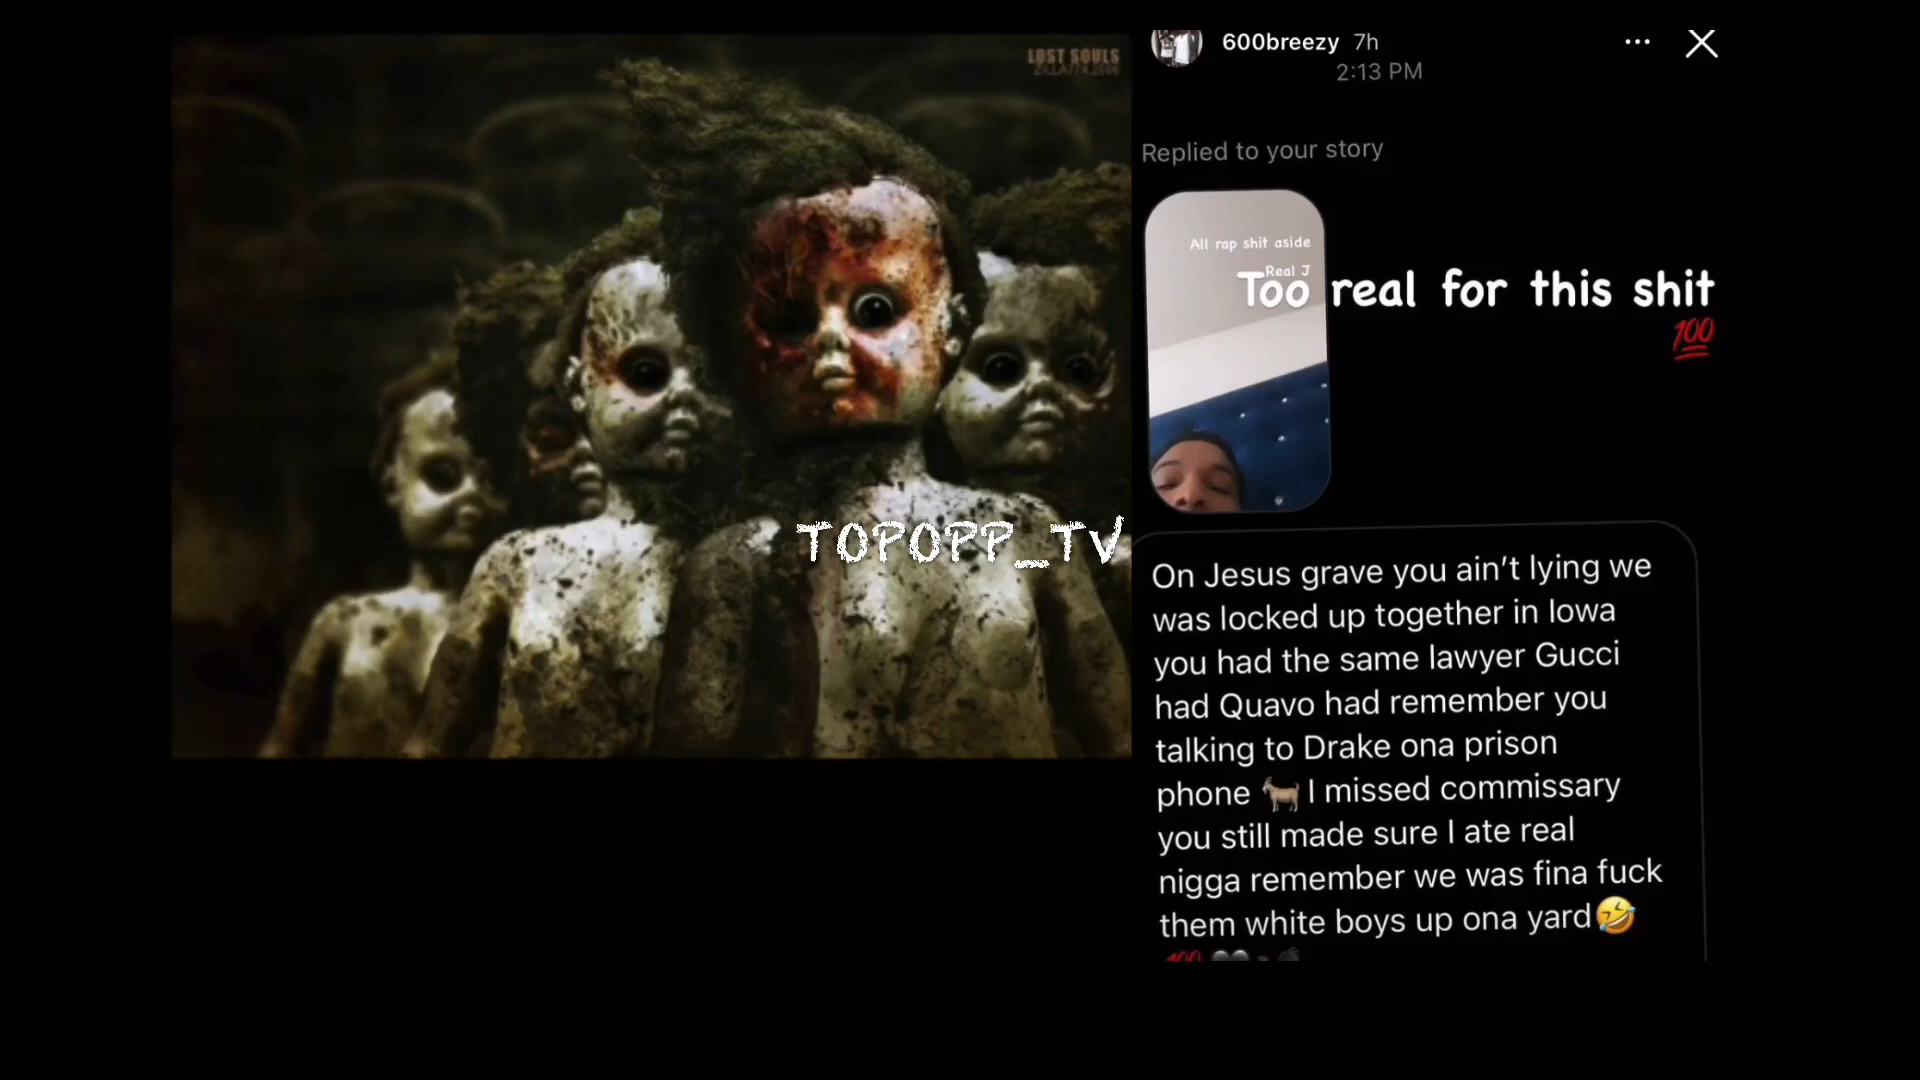 LOST SOULS
ZILLA774.2006
TOPOPP_TV
600breezy 7h
2:13 PM
Replied to your story
All rap shit aside
Real J
Too real for this shit
💯
On Jesus grave you ain’t lying we
was locked up together in Iowa
you had the same lawyer Gucci
had Quavo had remember you
talking to Drake ona prison
phone 🐐 I missed commissary
you still made sure I ate real
nigga remember we was fina fuck
them white boys up ona yard🤣